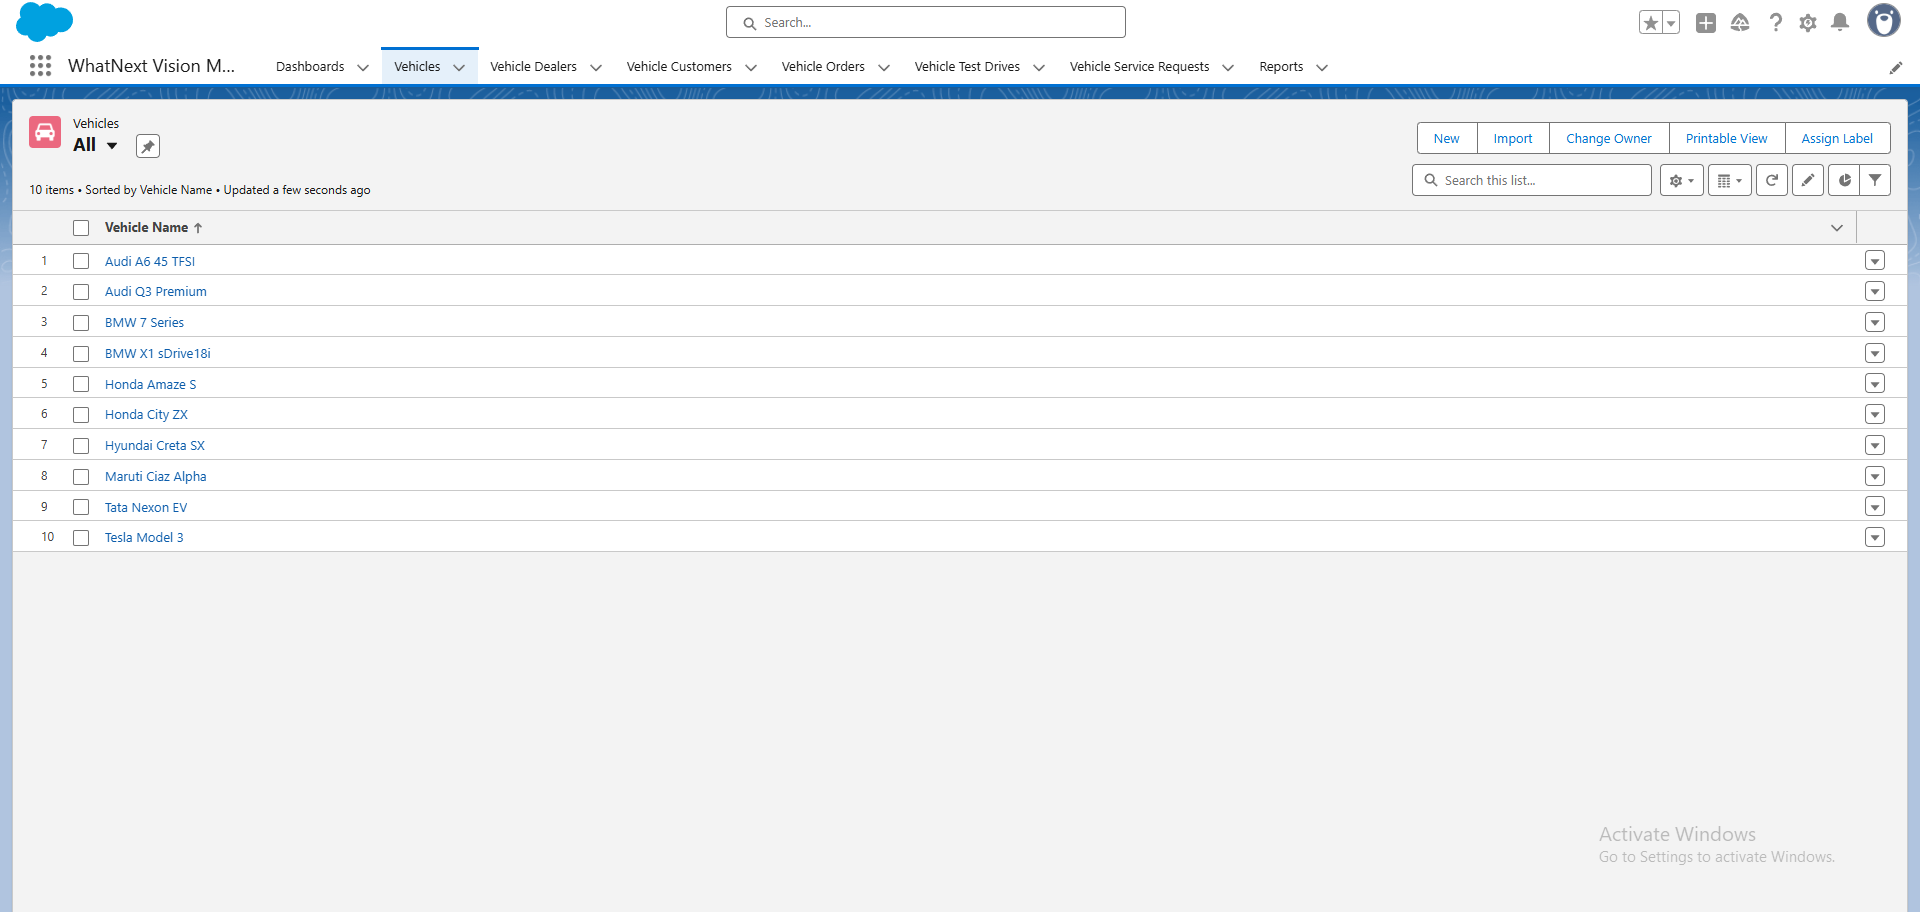 Search...
WhatNext Vision M...
Dashboards
Vehicles
Vehicle Dealers
Vehicle Customers
Vehicle Orders
Vehicle Test Drives
Vehicle Service Requests
Reports
Vehicles
All
New
Import
Change Owner
Printable View
Assign Label
10 items • Sorted by Vehicle Name • Updated a few seconds ago
Search this list...
Vehicle Name
1 Audi A6 45 TFSI
2 Audi Q3 Premium
3 BMW 7 Series
4 BMW X1 sDrive18i
5 Honda Amaze S
6 Honda City ZX
7 Hyundai Creta SX
8 Maruti Ciaz Alpha
9 Tata Nexon EV
10 Tesla Model 3
Activate Windows
Go to Settings to activate Windows.